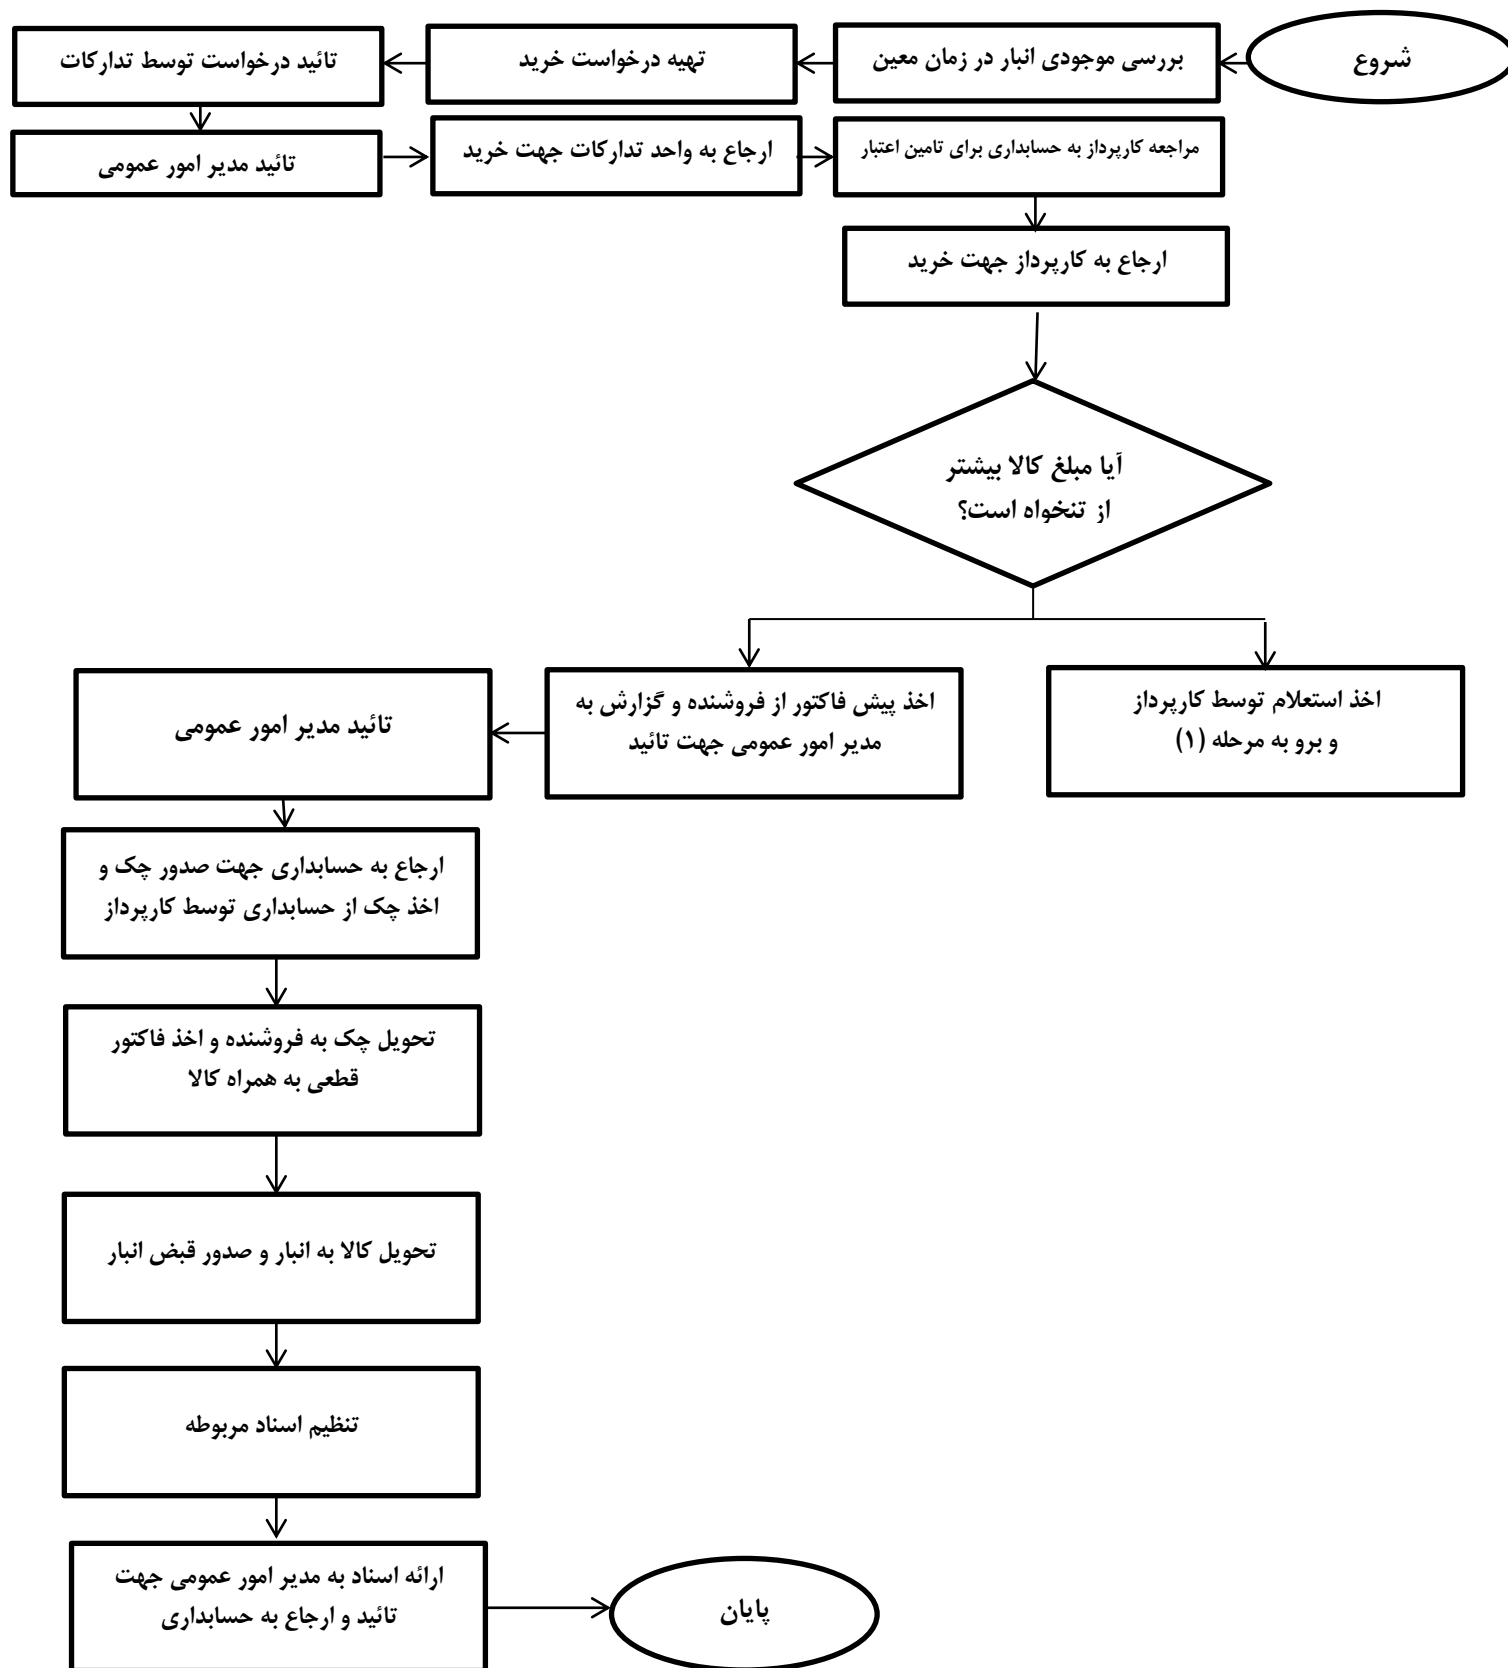 شروع
بررسی موجودی انبار در زمان معین
تهیه درخواست خرید
تائید درخواست توسط تدارکات
تائید مدیر امور عمومی
ارجاع به واحد تدارکات جهت خرید
مراجعه کارپرداز به حسابداری برای تامین اعتبار
ارجاع به کارپرداز جهت خرید
آیا مبلغ کالا بیشتر
از تنخواه است؟
اخذ استعلام توسط کارپرداز
و برو به مرحله (۱)
اخذ پیش فاکتور از فروشنده و گزارش به
مدیر امور عمومی جهت تائید
تائید مدیر امور عمومی
ارجاع به حسابداری جهت صدور چک و
اخذ چک از حسابداری توسط کارپرداز
تحویل چک به فروشنده و اخذ فاکتور
قطعی به همراه کالا
تحویل کالا به انبار و صدور قبض انبار
تنظیم اسناد مربوطه
ارائه اسناد به مدیر امور عمومی جهت
تائید و ارجاع به حسابداری
پایان